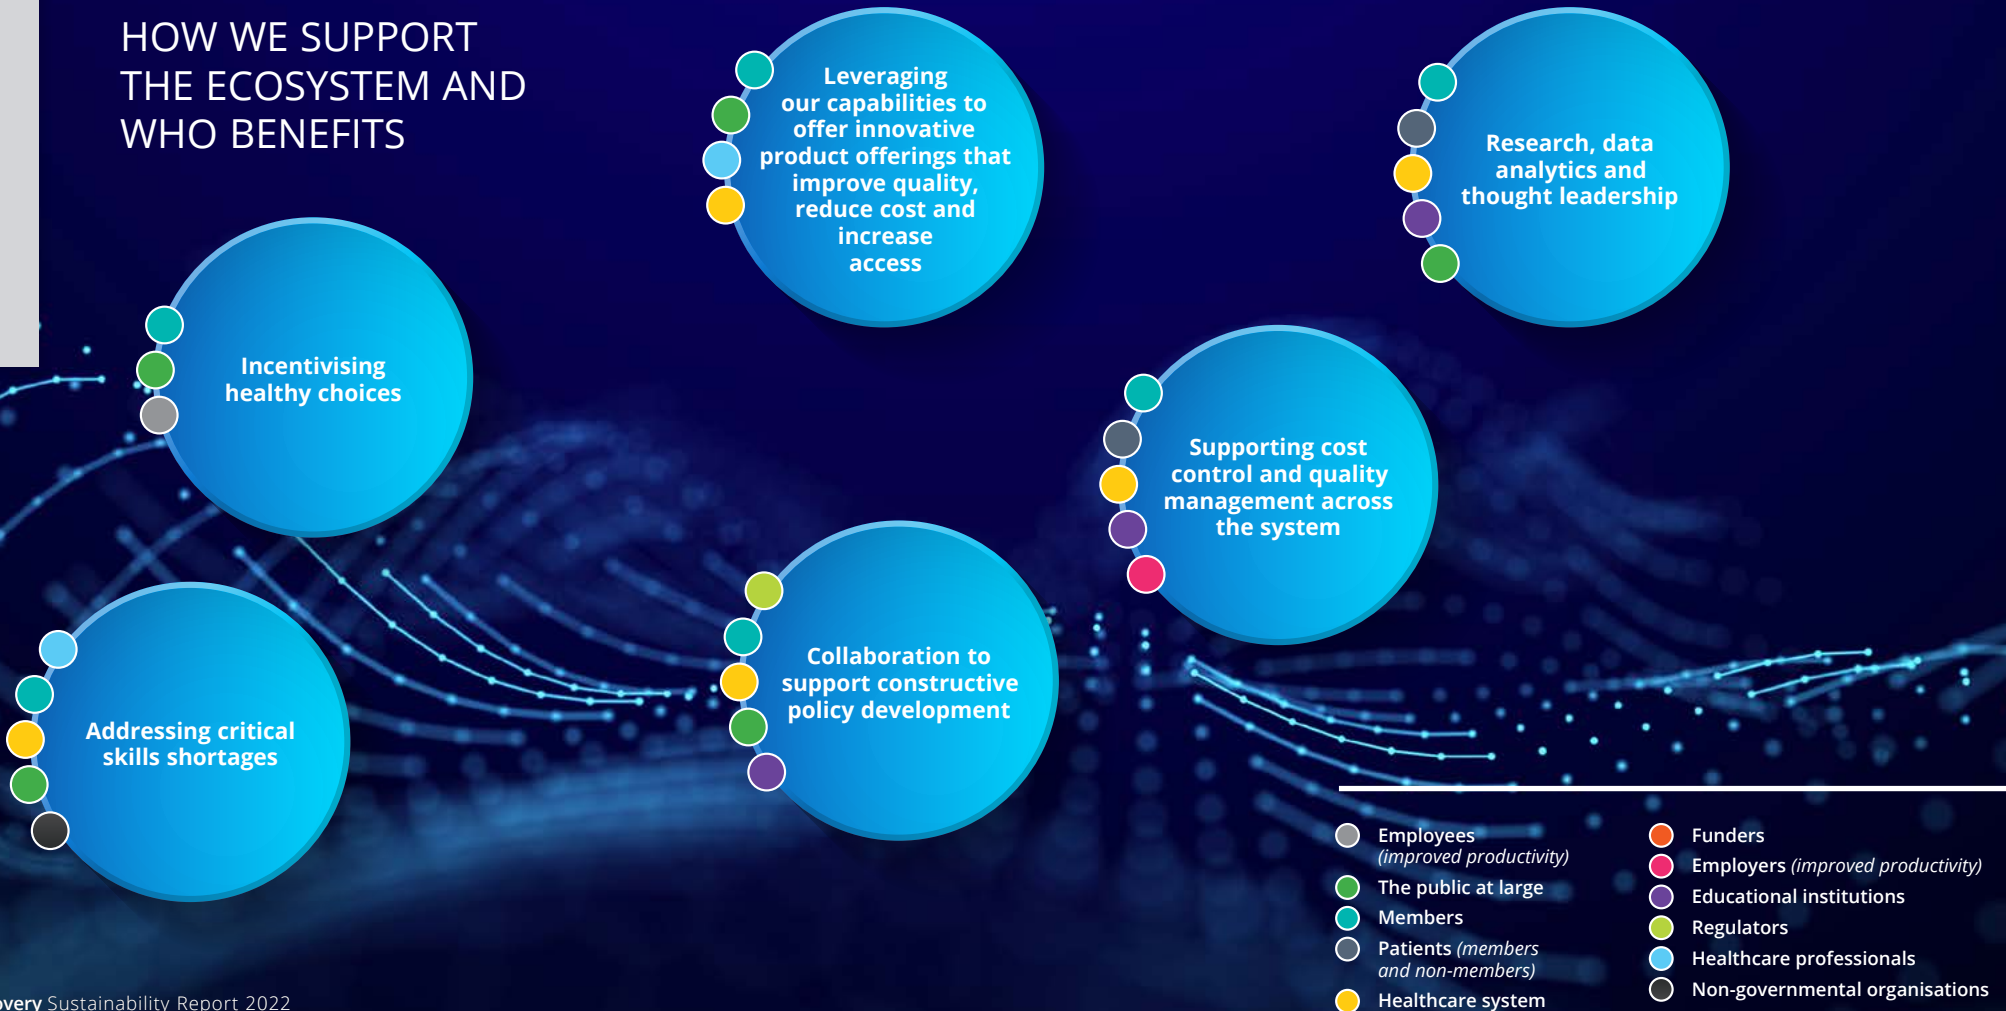 HOW WE SUPPORT
THE ECOSYSTEM AND
WHO BENEFITS
Leveraging
our capabilities to
offer innovative
product offerings that
improve quality,
reduce cost and
increase
access
Research, data
analytics and
thought leadership
Incentivising
healthy choices
Supporting cost
control and quality
management across
the system
Collaboration to
support constructive
policy development
Addressing critical
skills shortages
Employees
(improved productivity)
The public at large
Members
Patients (members
and non-members)
Healthcare system
Funders
Employers (improved productivity)
Educational institutions
Regulators
Healthcare professionals
Non-governmental organisations
overy Sustainability Report 2022